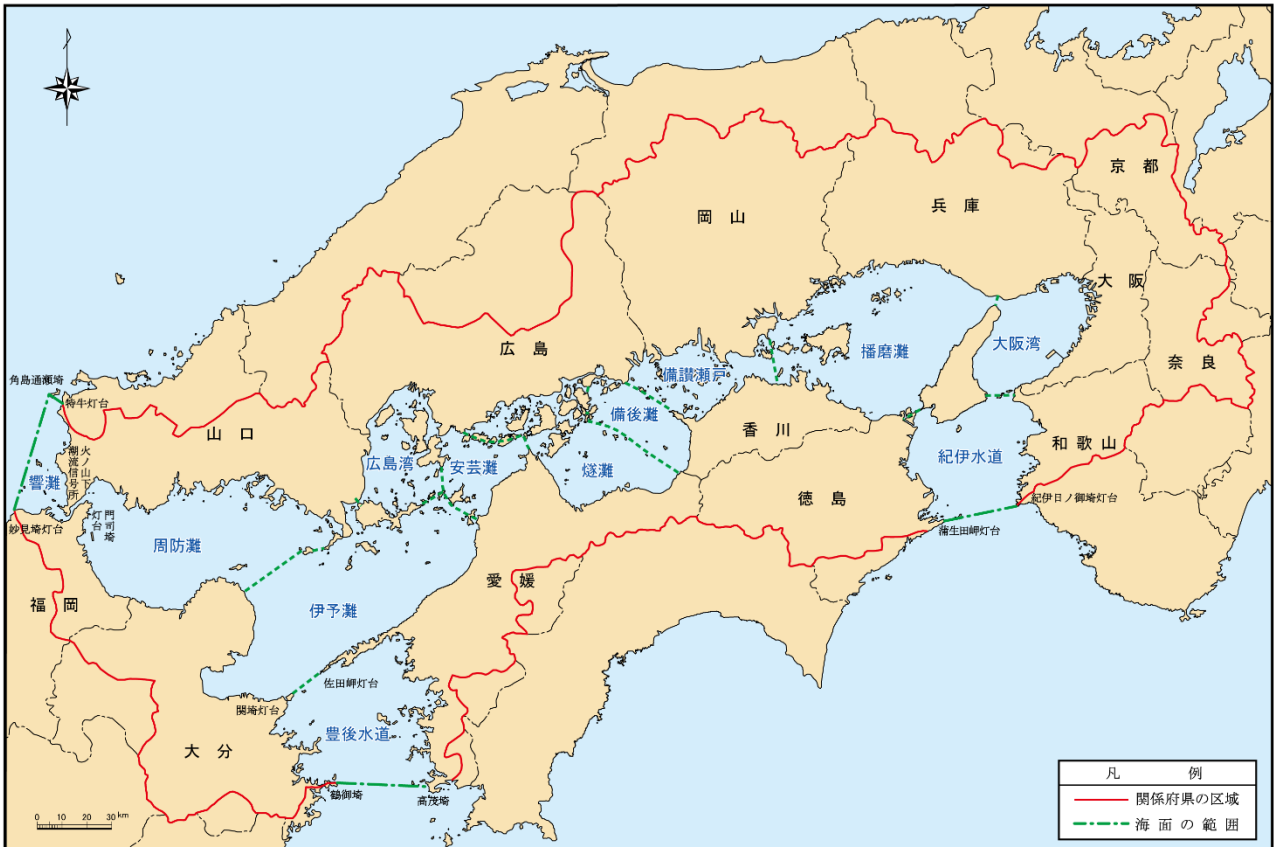 京 都
兵 庫
岡 山
大 阪
広 島
播磨灘
大阪湾
備讃瀬戸
奈 良
角島通瀬埼
特牛灯台
備後灘
香 川
山 口
広島湾
安芸灘
燧灘
和歌山
紀伊水道
火ノ山下
潮流信号所
響灘
徳 島
紀伊日ノ御埼灯台
妙見埼灯台
門司埼
灯台
蒲生田岬灯台
周防灘
愛 媛
福 岡
伊予灘
佐田岬灯台
関埼灯台
豊後水道
大 分
鶴御埼
高茂埼
0 10 20 30 km
凡 例
関係府県の区域
海面の範囲